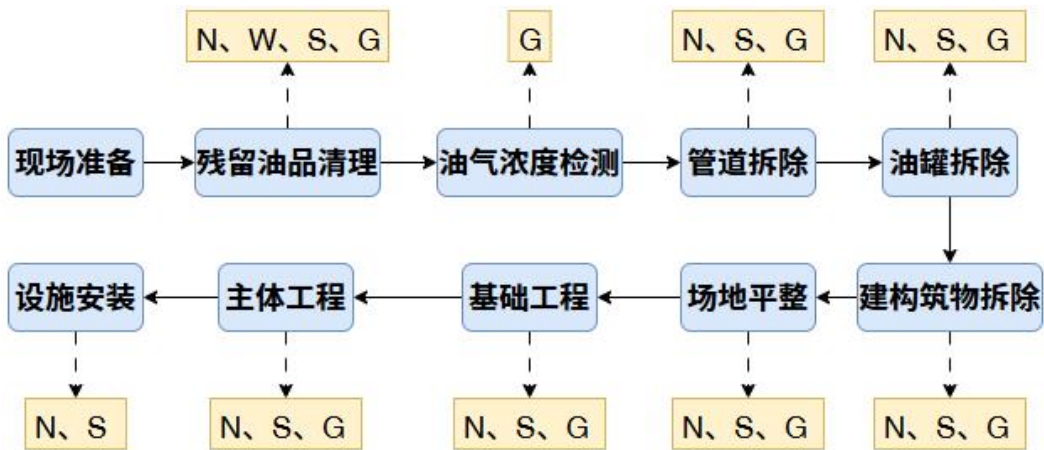 N、W、S、G
G
N、S、G
N、S、G
现场准备
残留油品清理
油气浓度检测
管道拆除
油罐拆除
设施安装
主体工程
基础工程
场地平整
建构筑物拆除
N、S
N、S、G
N、S、G
N、S、G
N、S、G